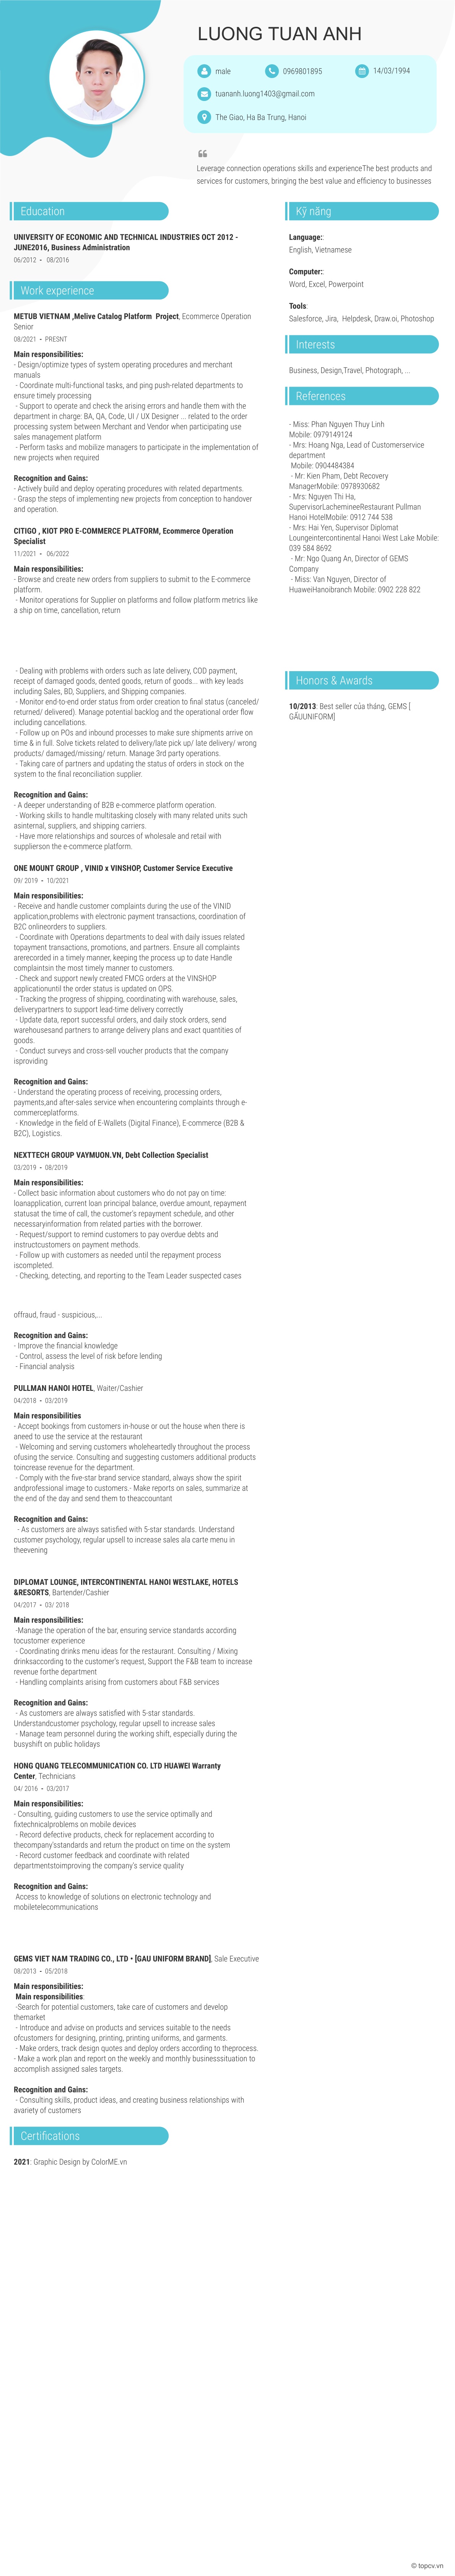 LUONG TUAN ANH
male
0969801895
14/03/1994
tuananh.luong1403@gmail.com
The Giao, Ha Ba Trung, Hanoi
Leverage connection operations skills and experienceThe best products and
services for customers, bringing the best value and efficiency to businesses
Education
UNIVERSITY OF ECONOMIC AND TECHNICAL INDUSTRIES OCT 2012 -
JUNE2016, Business Administration
06/2012 • 08/2016
Work experience
METUB VIETNAM ,Melive Catalog Platform Project, Ecommerce Operation
Senior
08/2021 • PRESNT
Main responsibilities:
- Design/optimize types of system operating procedures and merchant
manuals
- Coordinate multi-functional tasks, and ping push-related departments to
ensure timely processing
- Support to operate and check the arising errors and handle them with the
department in charge: BA, QA, Code, UI / UX Designer ... related to the order
processing system between Merchant and Vendor when participating use
sales management platform
- Perform tasks and mobilize managers to participate in the implementation of
new projects when required
Recognition and Gains:
- Actively build and deploy operating procedures with related departments.
- Grasp the steps of implementing new projects from conception to handover
and operation.
CITIGO , KIOT PRO E-COMMERCE PLATFORM, Ecommerce Operation
Specialist
11/2021 • 06/2022
Main responsibilities:
- Browse and create new orders from suppliers to submit to the E-commerce
platform.
- Monitor operations for Supplier on platforms and follow platform metrics like
a ship on time, cancellation, return
- Dealing with problems with orders such as late delivery, COD payment,
receipt of damaged goods, dented goods, return of goods... with key leads
including Sales, BD, Suppliers, and Shipping companies.
- Monitor end-to-end order status from order creation to final status (canceled/
returned/ delivered). Manage potential backlog and the operational order flow
including cancellations.
- Follow up on POs and inbound processes to make sure shipments arrive on
time & in full. Solve tickets related to delivery/late pick up/ late delivery/ wrong
products/ damaged/missing/ return. Manage 3rd party operations.
- Taking care of partners and updating the status of orders in stock on the
system to the final reconciliation supplier.
Recognition and Gains:
- A deeper understanding of B2B e-commerce platform operation.
- Working skills to handle multitasking closely with many related units such
asinternal, suppliers, and shipping carriers.
- Have more relationships and sources of wholesale and retail with
supplierson the e-commerce platform.
ONE MOUNT GROUP , VINID x VINSHOP, Customer Service Executive
09/ 2019 • 10/2021
Main responsibilities:
- Receive and handle customer complaints during the use of the VINID
application,problems with electronic payment transactions, coordination of
B2C onlineorders to suppliers.
- Coordinate with Operations departments to deal with daily issues related
topayment transactions, promotions, and partners. Ensure all complaints
arerecorded in a timely manner, keeping the process up to date Handle
complaintsin the most timely manner to customers.
- Check and support newly created FMCG orders at the VINSHOP
applicationuntil the order status is updated on OPS.
- Tracking the progress of shipping, coordinating with warehouse, sales,
deliverypartners to support lead-time delivery correctly
- Update data, report successful orders, and daily stock orders, send
warehousesand partners to arrange delivery plans and exact quantities of
goods.
- Conduct surveys and cross-sell voucher products that the company
isproviding
Recognition and Gains:
- Understand the operating process of receiving, processing orders,
payments,and after-sales service when encountering complaints through e-
commerceplatforms.
- Knowledge in the field of E-Wallets (Digital Finance), E-commerce (B2B &
B2C), Logistics.
NEXTTECH GROUP VAYMUON.VN, Debt Collection Specialist
03/2019 • 08/2019
Main responsibilities:
- Collect basic information about customers who do not pay on time:
loanapplication, current loan principal balance, overdue amount, repayment
statusat the time of call, the customer's repayment schedule, and other
necessaryinformation from related parties with the borrower.
- Request/support to remind customers to pay overdue debts and
instructcustomers on payment methods.
- Follow up with customers as needed until the repayment process
iscompleted.
- Checking, detecting, and reporting to the Team Leader suspected cases
offraud, fraud - suspicious,...
Recognition and Gains:
- Improve the financial knowledge
- Control, assess the level of risk before lending
- Financial analysis
PULLMAN HANOI HOTEL, Waiter/Cashier
04/2018 • 03/2019
Main responsibilities
- Accept bookings from customers in-house or out the house when there is
aneed to use the service at the restaurant
- Welcoming and serving customers wholeheartedly throughout the process
ofusing the service. Consulting and suggesting customers additional products
toincrease revenue for the department.
- Comply with the five-star brand service standard, always show the spirit
andprofessional image to customers.- Make reports on sales, summarize at
the end of the day and send them to theaccountant
Recognition and Gains:
- As customers are always satisfied with 5-star standards. Understand
customer psychology, regular upsell to increase sales ala carte menu in
theevening
DIPLOMAT LOUNGE, INTERCONTINENTAL HANOI WESTLAKE, HOTELS
&RESORTS, Bartender/Cashier
04/2017 • 03/ 2018
Main responsibilities:
-Manage the operation of the bar, ensuring service standards according
tocustomer experience
- Coordinating drinks menu ideas for the restaurant. Consulting / Mixing
drinksaccording to the customer's request, Support the F&B team to increase
revenue forthe department
- Handling complaints arising from customers about F&B services
Recognition and Gains:
- As customers are always satisfied with 5-star standards.
Understandcustomer psychology, regular upsell to increase sales
- Manage team personnel during the working shift, especially during the
busyshift on public holidays
HONG QUANG TELECOMMUNICATION CO. LTD HUAWEI Warranty
Center, Technicians
04/ 2016 • 03/2017
Main responsibilities:
- Consulting, guiding customers to use the service optimally and
fixtechnicalproblems on mobile devices
- Record defective products, check for replacement according to
thecompany'sstandards and return the product on time on the system
- Record customer feedback and coordinate with related
departmentstoimproving the company's service quality
Recognition and Gains:
Access to knowledge of solutions on electronic technology and
mobiletelecommunications
GEMS VIET NAM TRADING CO., LTD • [GAU UNIFORM BRAND], Sale Executive
08/2013 • 05/2018
Main responsibilities:
Main responsibilities:
-Search for potential customers, take care of customers and develop
themarket
- Introduce and advise on products and services suitable to the needs
ofcustomers for designing, printing, printing uniforms, and garments.
- Make orders, track design quotes and deploy orders according to theprocess.
- Make a work plan and report on the weekly and monthly businesssituation to
accomplish assigned sales targets.
Recognition and Gains:
- Consulting skills, product ideas, and creating business relationships with
avariety of customers
Certifications
2021: Graphic Design by ColorME.vn
Kỹ năng
Language::
English, Vietnamese
Computer::
Word, Excel, Powerpoint
Tools:
Salesforce, Jira, Helpdesk, Draw.oi, Photoshop
Interests
Business, Design,Travel, Photograph, ...
References
- Miss: Phan Nguyen Thuy Linh
Mobile: 0979149124
- Mrs: Hoang Nga, Lead of Customerservice
department
Mobile: 0904484384
- Mr: Kien Pham, Debt Recovery
ManagerMobile: 0978930682
- Mrs: Nguyen Thi Ha,
SupervisorLachemineeRestaurant Pullman
Hanoi HotelMobile: 0912 744 538
- Mrs: Hai Yen, Supervisor Diplomat
Loungeintercontinental Hanoi West Lake Mobile:
039 584 8692
- Mr: Ngo Quang An, Director of GEMS
Company
- Miss: Van Nguyen, Director of
HuaweiHanoibranch Mobile: 0902 228 822
Honors & Awards
10/2013: Best seller của tháng, GEMS [
GẤUUNIFORM]
© topcv.vn